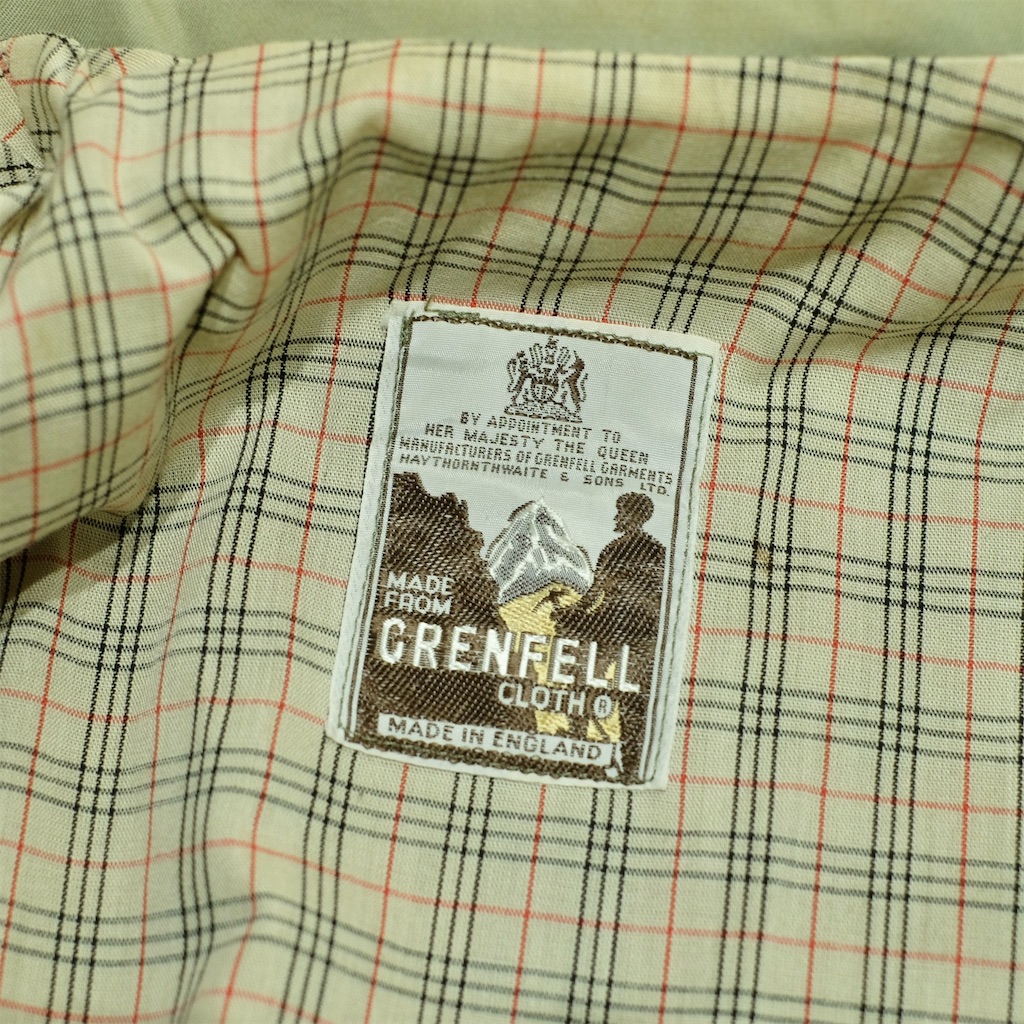 BY APPOINTMENT TO
HER MAJESTY THE QUEEN
MANUFACTURERS OF GRENFELL GARMENTS
HAYTHORNTHWAITE & SONS LTD.
MADE
FROM
GRENFELL
CLOTH ®
MADE IN ENGLAND